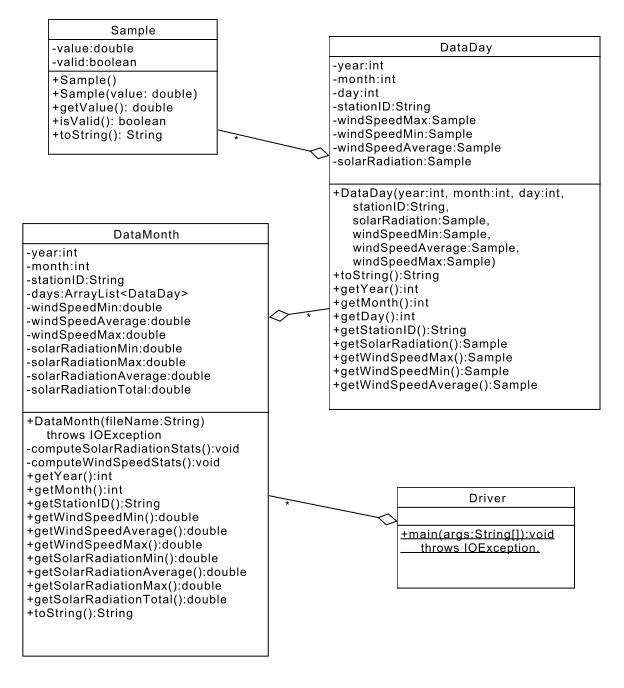 Sample
-value:double
-valid:boolean
+Sample()
+Sample(value: double)
+getValue(): double
+isValid(): boolean
+toString(): String
*
DataDay
-year:int
-month:int
-day:int
-stationID:String
-windSpeedMax:Sample
-windSpeedMin:Sample
-windSpeedAverage:Sample
-solarRadiation:Sample
+DataDay(year:int, month:int, day:int,
stationID:String,
solarRadiation:Sample,
windSpeedMin:Sample,
windSpeedAverage:Sample,
windSpeedMax:Sample)
+toString():String
+getYear():int
+getMonth():int
+getDay():int
+getStationID():String
+getSolarRadiation():Sample
+getWindSpeedMax():Sample
+getWindSpeedMin():Sample
+getWindSpeedAverage():Sample
*
DataMonth
-year:int
-month:int
-stationID:String
-days:ArrayList<DataDay>
-windSpeedMin:double
-windSpeedAverage:double
-windSpeedMax:double
-solarRadiationMin:double
-solarRadiationMax:double
-solarRadiationAverage:double
-solarRadiationTotal:double
+DataMonth(fileName:String)
throws IOException
-computeSolarRadiationStats():void
-computeWindSpeedStats():void
+getYear():int
+getMonth():int
+getStationID():String
+getWindSpeedMin():double
+getWindSpeedAverage():double
+getWindSpeedMax():double
+getSolarRadiationMin():double
+getSolarRadiationAverage():double
+getSolarRadiationMax():double
+getSolarRadiationTotal():double
+toString():String
*
Driver
+main(args:String[]):void
throws IOException,